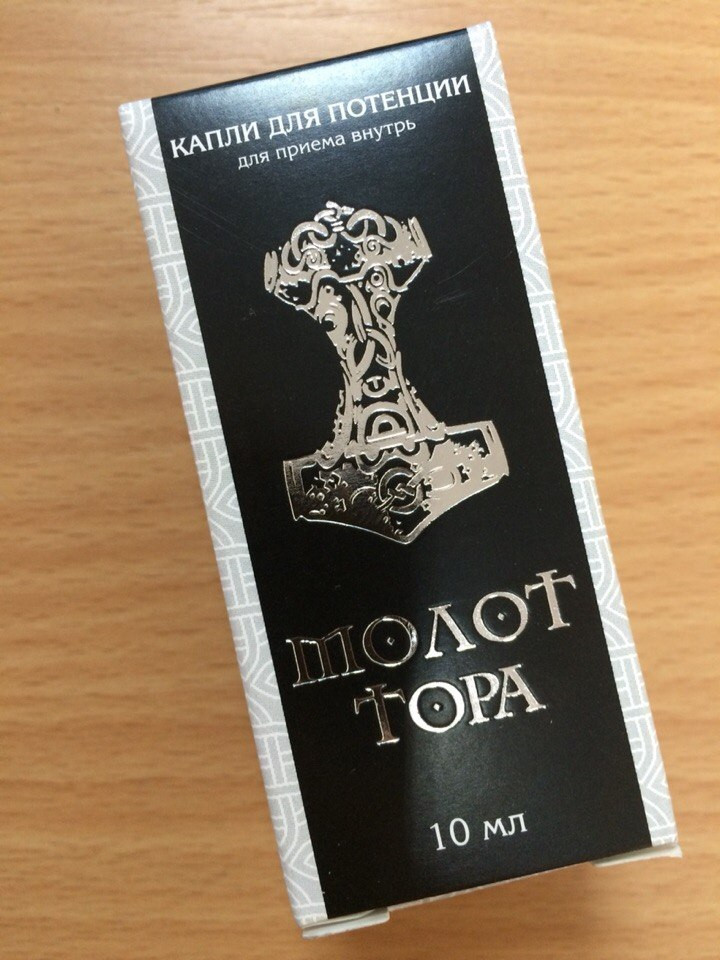 КАПЛИ ДЛЯ ПОТЕНЦИИ
для приема внутрь
МОЛОТ
ТОРА
10 мл